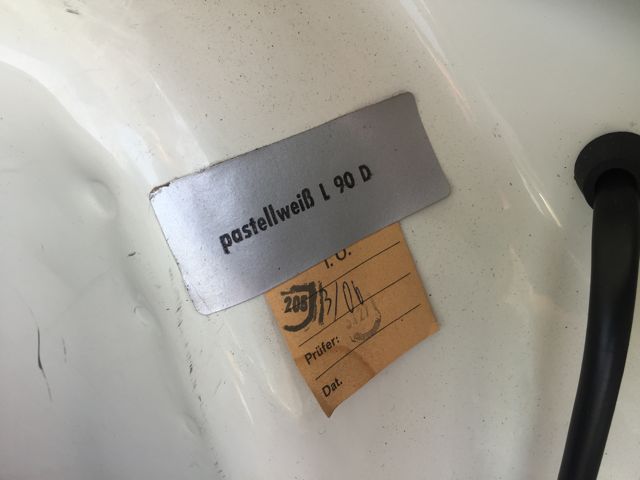 pastellweiß L 90 D
I. O.
Prüfer:
Dat.